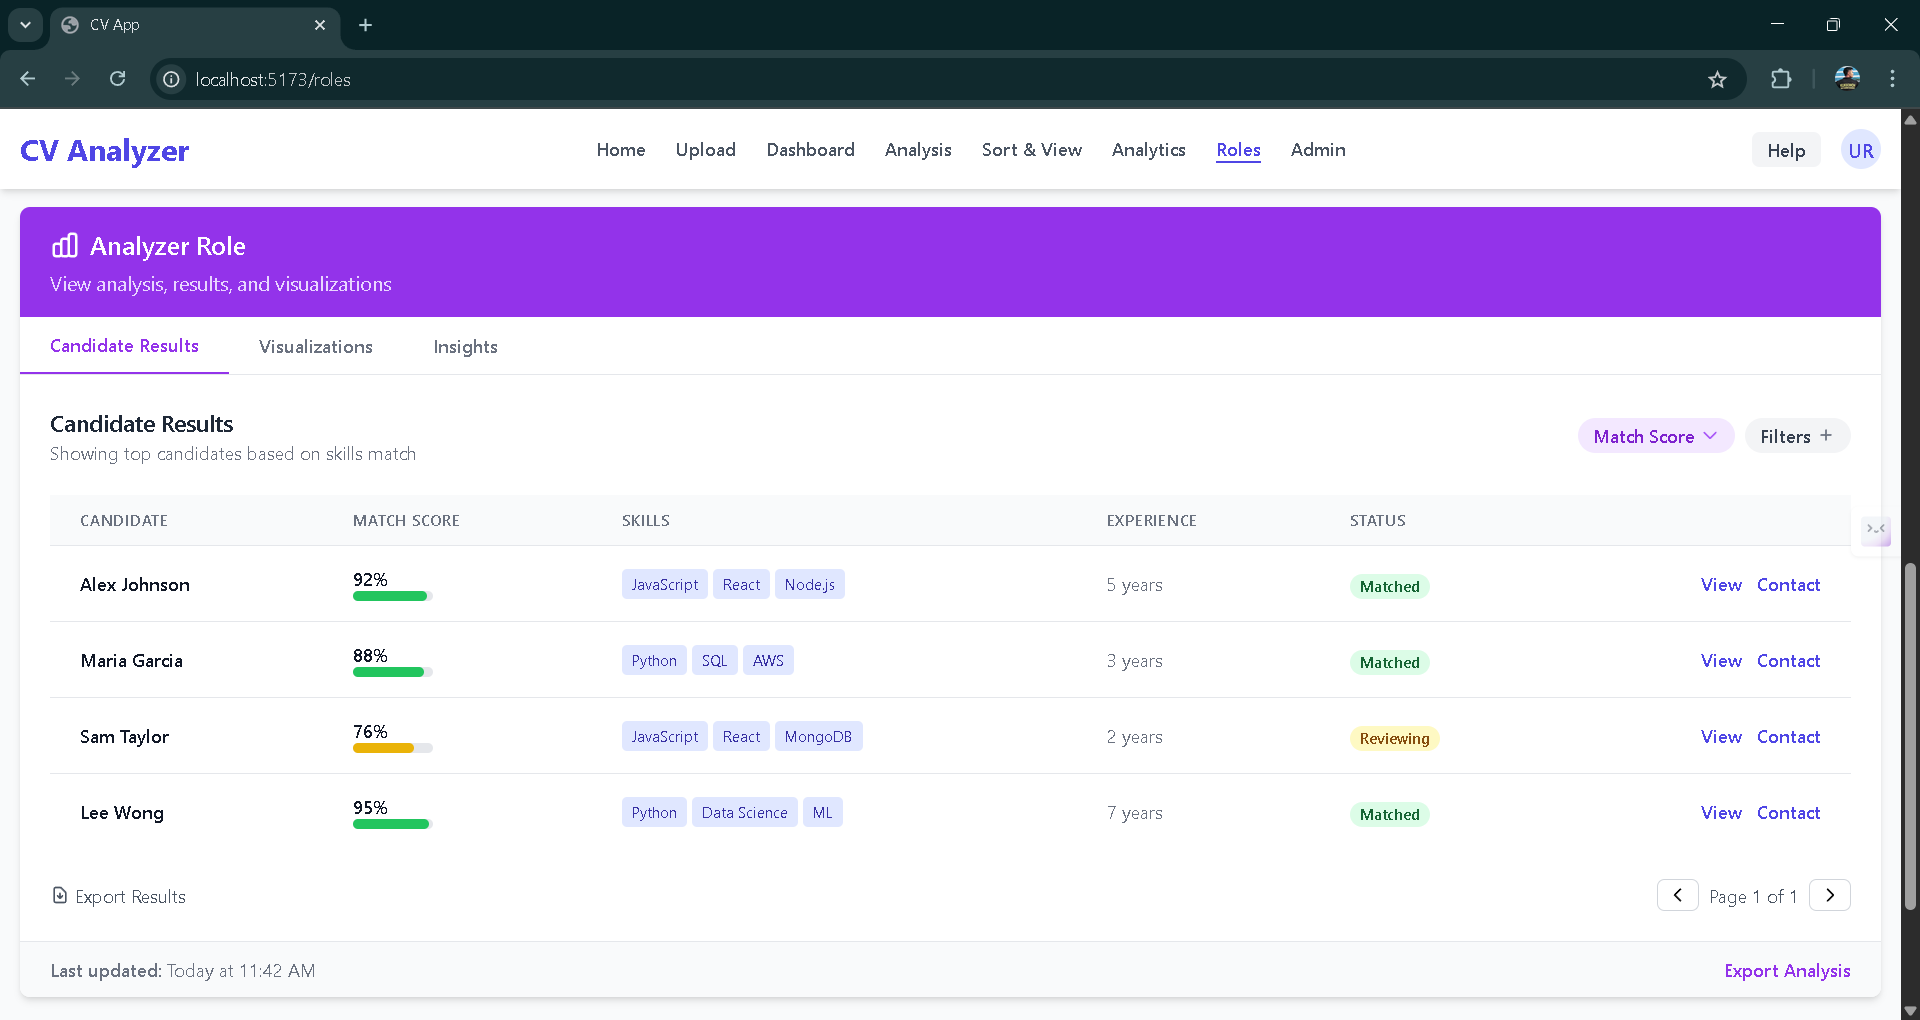 CV App
localhost:5173/roles
CV Analyzer
Home Upload Dashboard Analysis Sort & View Analytics Roles Admin
Help UR
Analyzer Role
View analysis, results, and visualizations
Candidate Results Visualizations Insights
Candidate Results
Showing top candidates based on skills match
Match Score Filters +
CANDIDATE MATCH SCORE SKILLS EXPERIENCE STATUS
Alex Johnson 92% JavaScript React Node.js 5 years Matched View Contact
Maria Garcia 88% Python SQL AWS 3 years Matched View Contact
Sam Taylor 76% JavaScript React MongoDB 2 years Reviewing View Contact
Lee Wong 95% Python Data Science ML 7 years Matched View Contact
Export Results Page 1 of 1
Last updated: Today at 11:42 AM Export Analysis